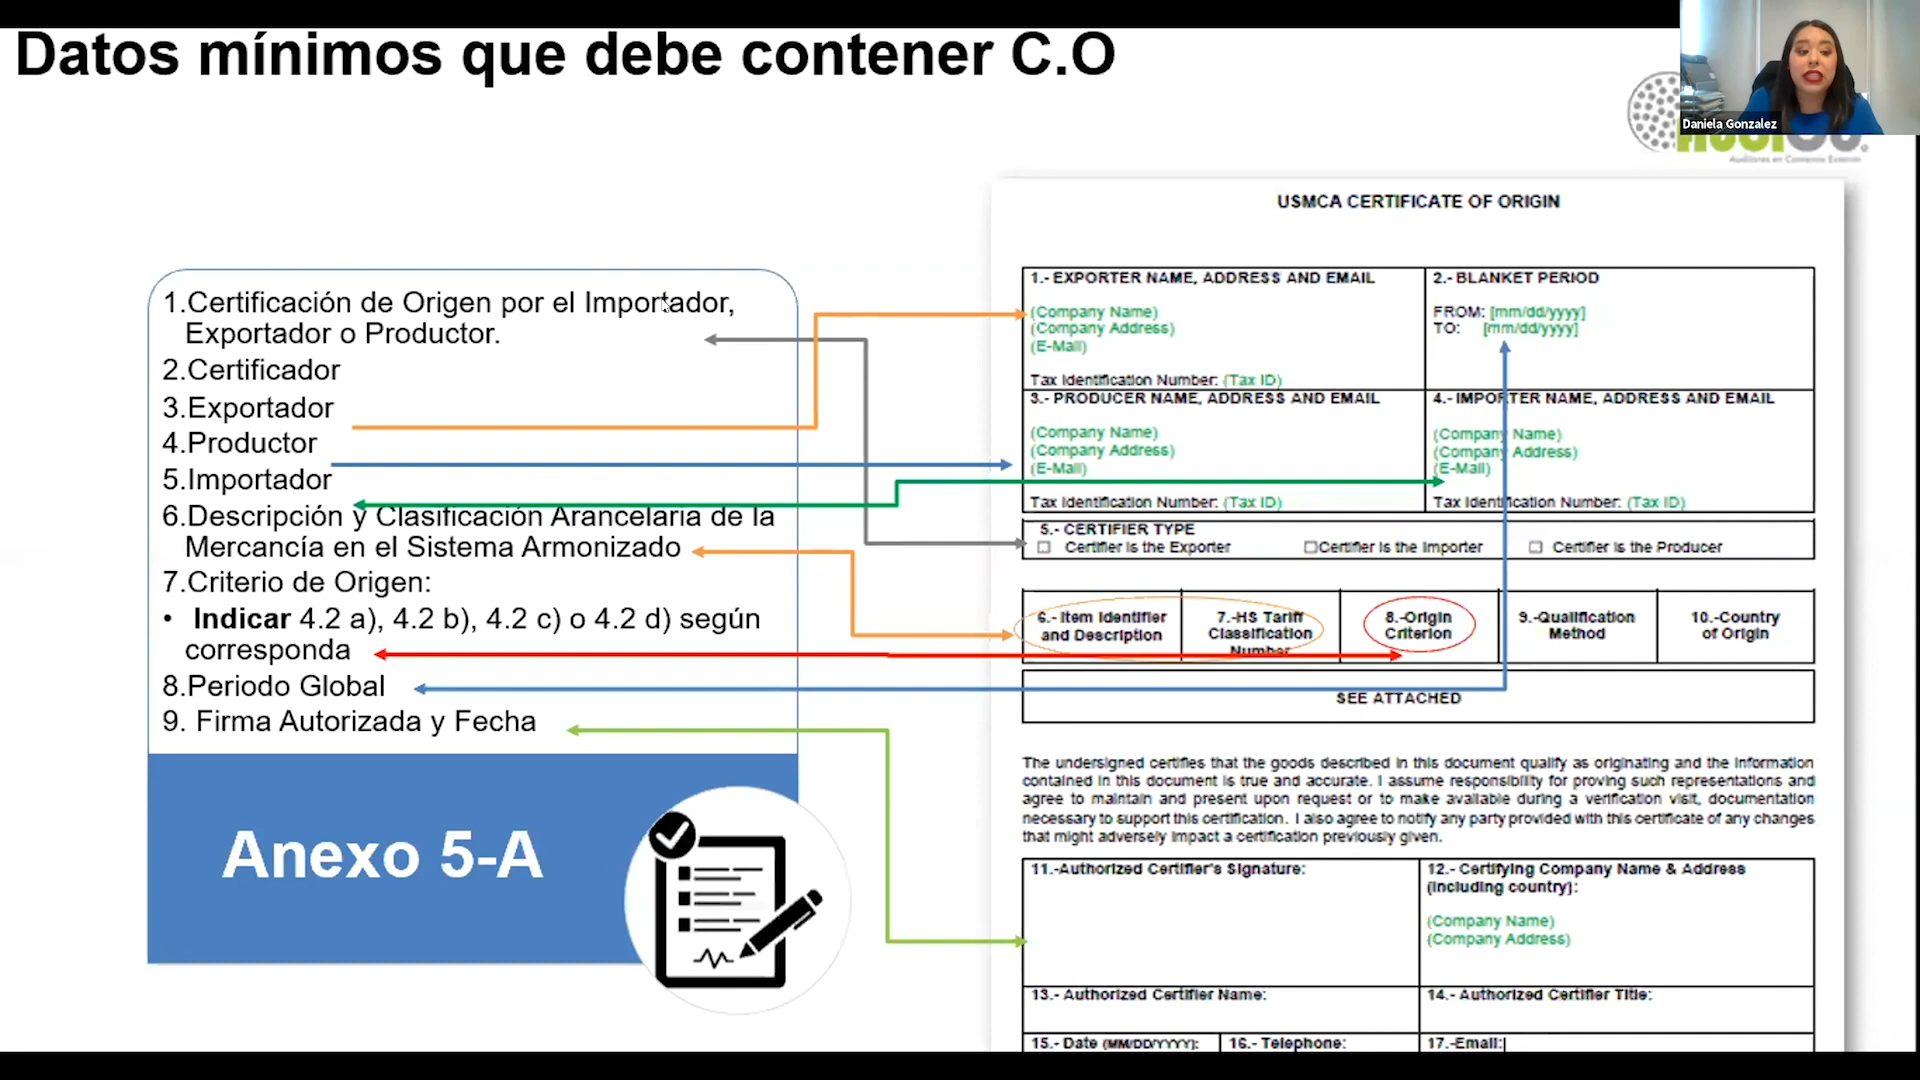 Datos mínimos que debe contener C.O
Daniela Gonzalez
Auditores en Comercio Exterior
1.Certificación de Origen por el Importador,
Exportador o Productor.
2.Certificador
3.Exportador
4.Productor
5.Importador
6.Descripción y Clasificación Arancelaria de la
Mercancía en el Sistema Armonizado
7.Criterio de Origen:
• Indicar 4.2 a), 4.2 b), 4.2 c) o 4.2 d) según
corresponda
8.Periodo Global
9. Firma Autorizada y Fecha
Anexo 5-A
USMCA CERTIFICATE OF ORIGIN
1.- EXPORTER NAME, ADDRESS AND EMAIL
(Company Name)
(Company Address)
(E-Mail)
Tax Identification Number: (Tax ID)
2.- BLANKET PERIOD
FROM: [mm/dd/yyyy]
TO: [mm/dd/yyyy]
3.- PRODUCER NAME, ADDRESS AND EMAIL
(Company Name)
(Company Address)
(E-Mail)
Tax Identification Number: (Tax ID)
4.- IMPORTER NAME, ADDRESS AND EMAIL
(Company Name)
(Company Address)
(E-Mail)
Tax Identification Number: (Tax ID)
5.- CERTIFIER TYPE
Certifier is the Exporter
Certifier is the Importer
Certifier is the Producer
6.- Item Identifier
and Description
7.-HS Tariff
Classification
Number
8.-Origin
Criterion
9.-Qualification
Method
10.-Country
of Origin
SEE ATTACHED
The undersigned certifies that the goods described in this document qualify as originating and the information
contained in this document is true and accurate. I assume responsibility for proving such representations and
agree to maintain and present upon request or to make available during a verification visit, documentation
necessary to support this certification. I also agree to notify any party provided with this certificate of any changes
that might adversely impact a certification previously given.
11.-Authorized Certifier's Signature:
12.- Certifying Company Name & Address
(including country):
(Company Name)
(Company Address)
13.- Authorized Certifier Name:
14.- Authorized Certifier Title:
15.- Date (MM/DD/YYYY):
16.- Telephone:
17.-Email: